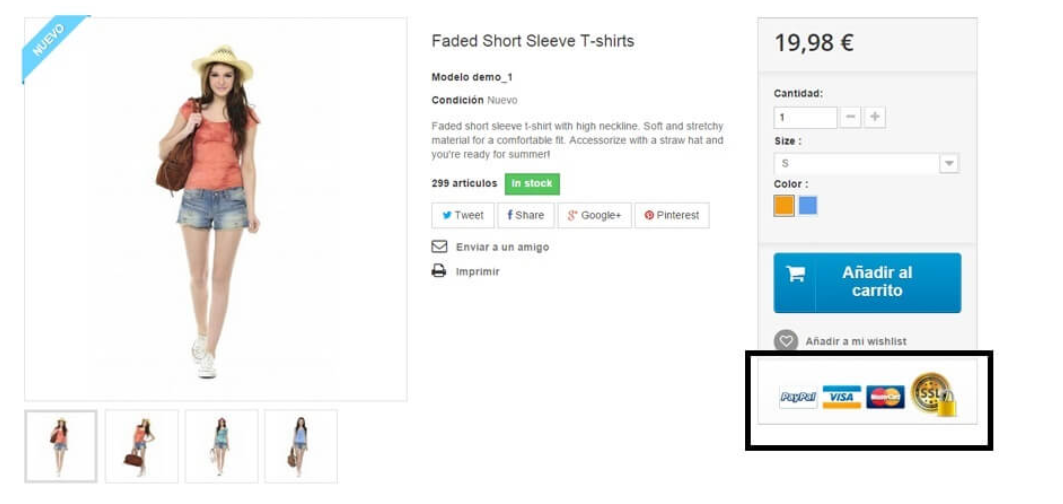 NUEVO
Faded Short Sleeve T-shirts
Modelo demo_1
Condición Nuevo
Faded short sleeve t-shirt with high neckline. Soft and stretchy
material for a comfortable fit. Accessorize with a straw hat and
you're ready for summer!
299 artículos In stock
Tweet
Share
Google+
Pinterest
Enviar a un amigo
Imprimir
19,98 €
Cantidad:
1
Size :
S
Color :
Añadir al
carrito
Añadir a mi wishlist
PayPal VISA MasterCard SSL